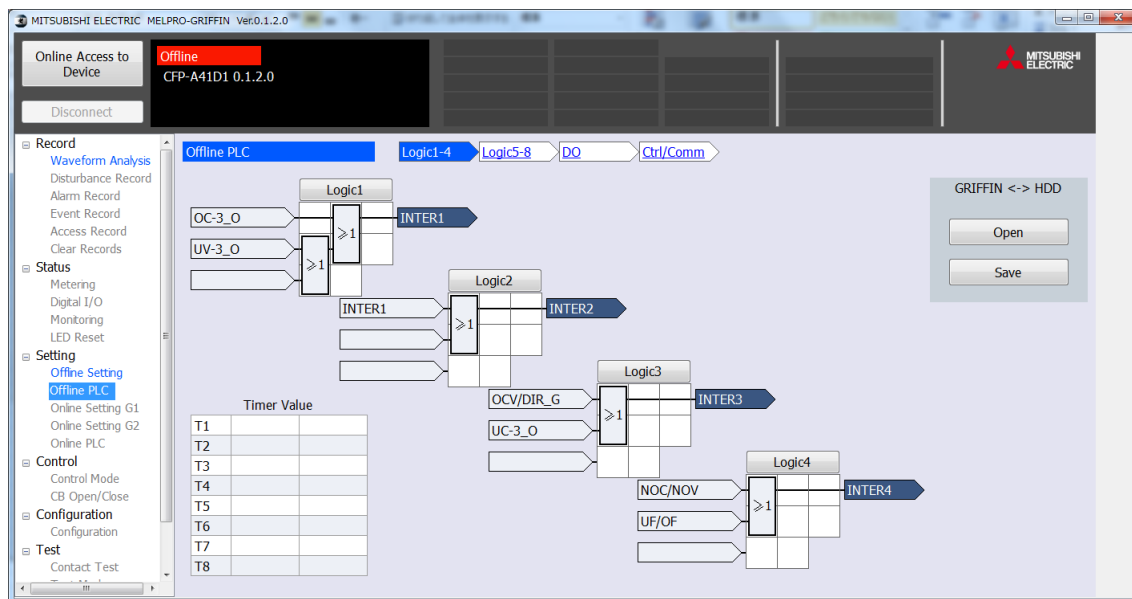 MITSUBISHI ELECTRIC MELPRO-GRIFFIN Ver.0.1.2.0
Online Access to
Device
Disconnect
Offline
CFP-A41D1 0.1.2.0
MITSUBISHI
ELECTRIC
Record
Waveform Analysis
Disturbance Record
Alarm Record
Event Record
Access Record
Clear Records
Status
Metering
Digital I/O
Monitoring
LED Reset
Setting
Offline Setting
Offline PLC
Online Setting G1
Online Setting G2
Online PLC
Control
Control Mode
CB Open/Close
Configuration
Configuration
Test
Contact Test
Offline PLC
Logic1-4
Logic5-8
DO
Ctrl/Comm
Logic1
OC-3_O
UV-3_O
≥1
≥1
INTER1
Logic2
INTER1
≥1
INTER2
Logic3
OCV/DIR_G
UC-3_O
≥1
INTER3
Logic4
NOC/NOV
UF/OF
≥1
INTER4
Timer Value
T1
T2
T3
T4
T5
T6
T7
T8
GRIFFIN <-> HDD
Open
Save